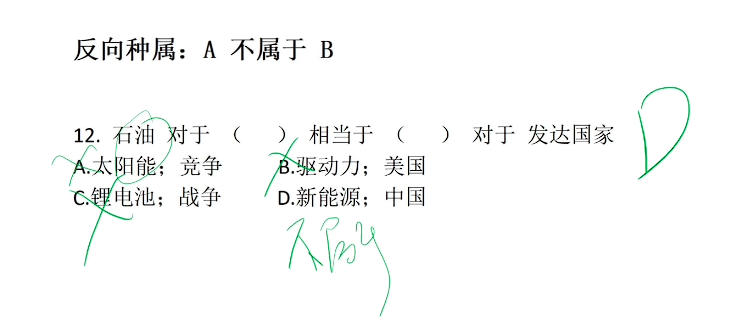 反向种属：A 不属于 B
12. 石油 对于 （ ） 相当于 （ ） 对于 发达国家
D
A.太阳能；竞争 B.驱动力；美国
C.锂电池；战争 D.新能源；中国
不属于